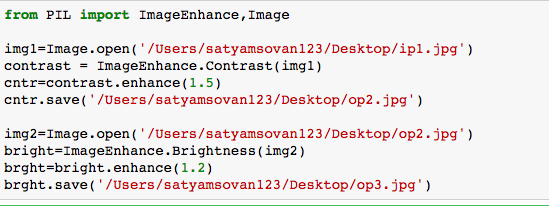 from PIL import ImageEnhance,Image
img1=Image.open('/Users/satyamsovan123/Desktop/ip1.jpg')
contrast = ImageEnhance.Contrast(img1)
cntr=contrast.enhance(1.5)
cntr.save('/Users/satyamsovan123/Desktop/op2.jpg')
img2=Image.open('/Users/satyamsovan123/Desktop/op2.jpg')
bright=ImageEnhance.Brightness(img2)
brght=bright.enhance(1.2)
brght.save('/Users/satyamsovan123/Desktop/op3.jpg')